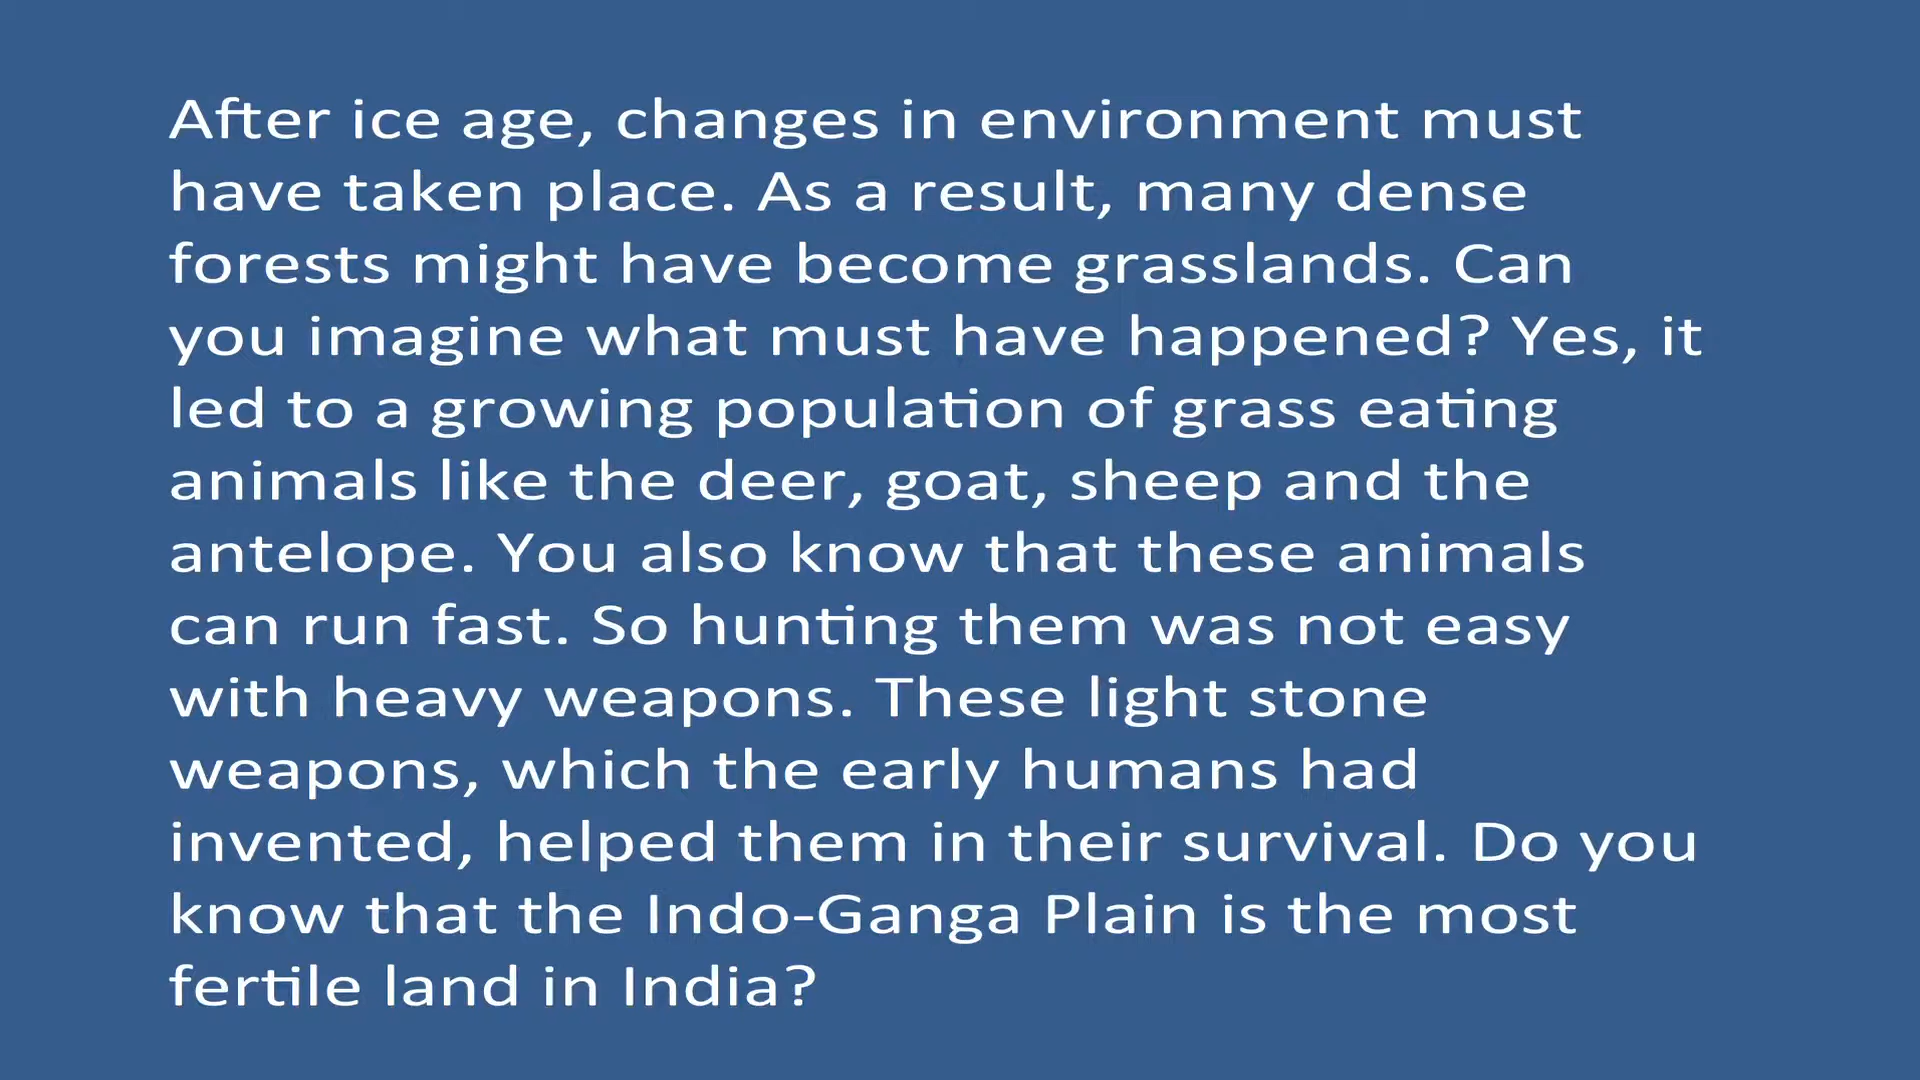 After ice age, changes in environment must
have taken place. As a result, many dense
forests might have become grasslands. Can
you imagine what must have happened? Yes, it
led to a growing population of grass eating
animals like the deer, goat, sheep and the
antelope. You also know that these animals
can run fast. So hunting them was not easy
with heavy weapons. These light stone
weapons, which the early humans had
invented, helped them in their survival. Do you
know that the Indo-Ganga Plain is the most
fertile land in India?